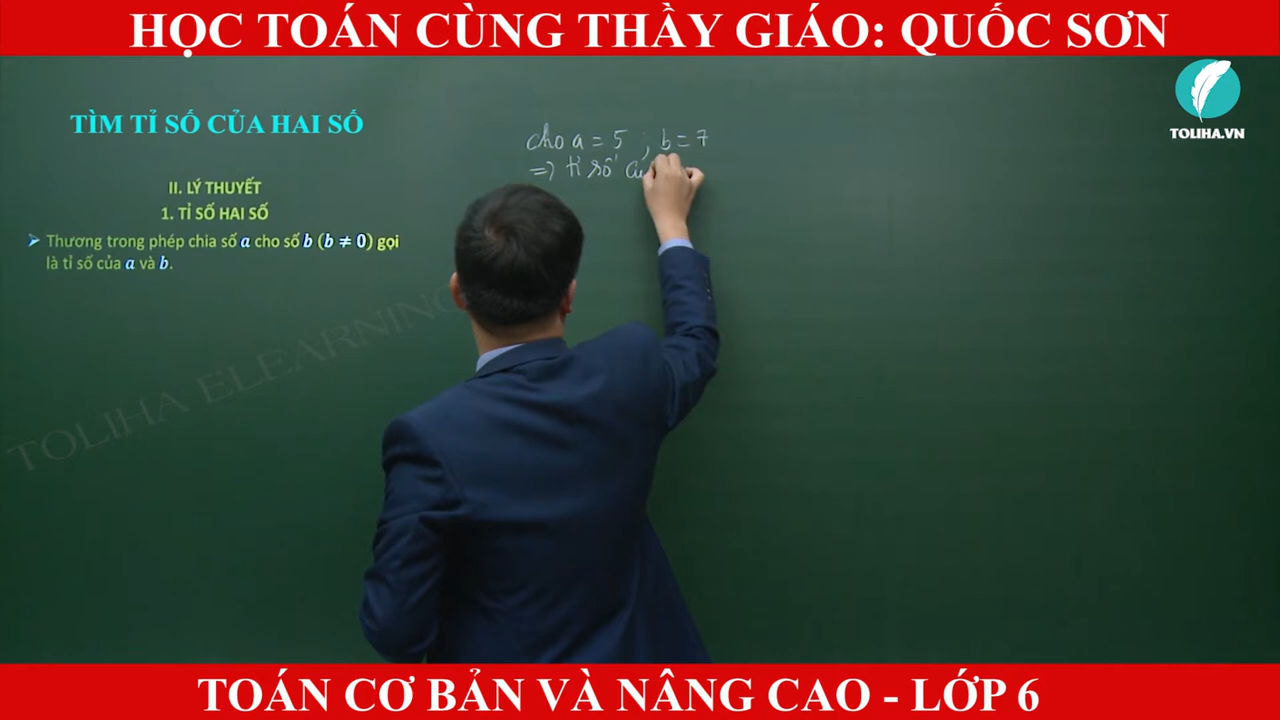 HỌC TOÁN CÙNG THẦY GIÁO: QUỐC SƠN
TOLIHA.VN
TÌM TỈ SỐ CỦA HAI SỐ
II. LÝ THUYẾT
1. TỈ SỐ HAI SỐ
➢ Thương trong phép chia số a cho số b (b ≠ 0) gọi
là tỉ số của a và b.
cho a = 5 ; b = 7
=> tỉ số
TOLIHA ELEARNING
TOÁN CƠ BẢN VÀ NÂNG CAO - LỚP 6